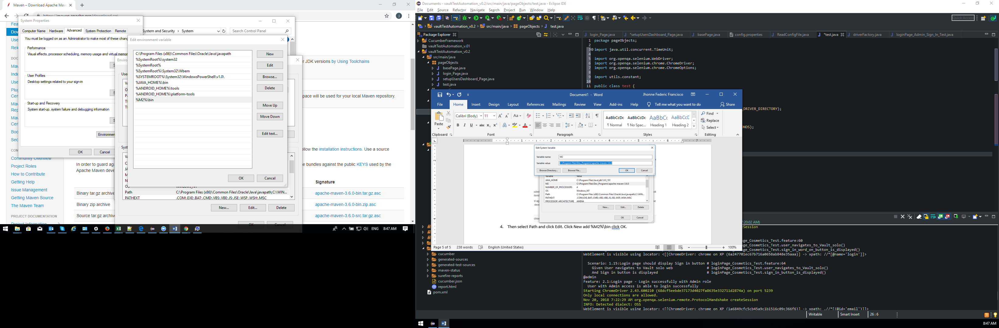 Maven – Download Apache Mav
https://maven.apache.org/download.cgi
System Properties
Computer Name
Hardware
Advanced
System Protection
Remote
You must be logged on as an Administrator to make most of these chang
Performance
Visual effects, processor scheduling, memory usage and virtual memor
User Profiles
Desktop settings related to your sign-in
Start-up and Recovery
System start-up, system failure and debugging information
Environmen
OK
Cancel
System and Security > System
Search Control Panel
Edit environment variable
C:\Program Files (x86)\Common Files\Oracle\Java\javapath
%SystemRoot%\system32
%SystemRoot%
%SystemRoot%\System32\Wbem
%SYSTEMROOT%\System32\WindowsPowerShell\v1.0\
%JAVA_HOME%\bin
%ANDROID_HOME%\tools
%ANDROID_HOME%\platform-tools
%M2%\bin
New
Edit
Browse...
Delete
Move Up
Move Down
Edit text...
OK
Cancel
OS Windows_NT
Path C:\Program Files (x86)\Common Files\Oracle\Java\javapath;C:\WIN...
PATHEXT .COM;.EXE;.BAT;.CMD;.VBS;.VBE;.JS;.JSE;.WSF;.WSH;.MSC
New...
Edit...
Delete
OK
Cancel
r JDK versions by Using Toolchains
pace will be used for your local Maven repository.
ollow the installation instructions. Use a source
In order to guard aga
e bundles against the public KEYS used by the
Apache Maven deve
Signature
Binary tar.gz archive
apache-maven-3.6.0-bin.tar.gz.asc
Binary zip archive
apache-maven-3.6.0-bin.zip.asc
Source tar.gz archive
apache-maven-3.6.0-src.tar.gz.asc
Community Overview
Project Roles
How to Contribute
Getting Help
Issue Management
Getting Maven Source
The Maven Team
PROJECT DOCUMENTATION
Project Information
ENG 8:47 AM
Documents - vaultTestAutomation_v0.2/src/main/java/pageObjects/test.java - Eclipse IDE
File Edit Source Refactor Navigate Search Project Run Window Help
Quick Access
vaultTestAutomation_v0.2 > src/main/java > pageObjects > test.java
Package Explorer
CucumberFramework
vaultTestAutomation_v.01
vaultTestAutomation_v0.2
src/main/java
pageObjects
basePage.java
login_Page.java
setupUsersDashboard_Page.java
test.java
login_Page.java
*setupUsersDashboard_Page.java
basePage.java
config.properties
ReadConfigFile.java
*test.java
driverFactory.java
loginPage_Admin_Sign_In_Test.java
1 package pageObjects;
2
3 import java.util.concurrent.TimeUnit;
5 import org.openqa.selenium.WebDriver;
6 import org.openqa.selenium.chrome.ChromeDriver;
7 import org.openqa.selenium.chrome.ChromeOptions;
8
9 import utils.constant;
10
11 public class test {
_DRIVER_DIRECTORY);
ONDS);
Document1 - Word
Jhonne Federic Francisco
File Home Insert Design Layout References Mailings Review View Add-ins Help Tell me what you want to do Share
Paste
Calibri (Body) 11
AaBbCcDc AaBbCcDc AaBbCc AaBbCcE
¶ Normal ¶ No Spac... Heading 1 Heading 2
Find
Replace
Select
Clipboard Font Paragraph Styles Editing
Edit System Variable
Variable name: M2
Variable value: C:\Program Files\Dev_Programs\apache-maven-3.6.0
Browse Directory...
Browse File...
OK
Cancel
Variable Value
JAVA_HOME C:\Program Files\Java\jdk1.8.0_191
M2 C:\Program Files\Dev_Programs\apache-maven-3.6.0
NUMBER_OF_PROCESSORS 4
OS Windows_NT
Path C:\Program Files (x86)\Common Files\Oracle\Java\javapath;C:\WIN...
PATHEXT .COM;.EXE;.BAT;.CMD;.VBS;.VBE;.JS;.JSE;.WSF;.WSH;.MSC
PROCESSOR_ARCHITECTURE AMD64
New...
Edit...
Delete
OK
Cancel
4. Then select Path and click Edit. Click New add %M2%\bin click OK.
Page 5 of 5 238 words English (United States) 100%
:20:02 AM)
eSession
Page_Cosmetics_Test.feature:60
Page_Cosmetics_Test.user_navigates_to_Vault_solo()
Page_Cosmetics_Test.sign_in_word_on_button_is_displayed()
WebElement is visible using locator: <[[ChromeDriver: chrome on XP (6a247701ec67b716a0658ab848e35aaa)] -> xpath: //*[@name='login']]>
Scenario: 1.15:Login page should display Sign in button # loginPage_Cosmetics_Test.feature:64
Given User navigates to Vault solo web # loginPage_Cosmetics_Test.user_navigates_to_Vault_solo()
And Sign in button is displayed # loginPage_Cosmetics_Test.sign_in_button_is_displayed()
@admin
Feature: 2.1:Login page - Login successfully with Admin role
User with Admin access is able to login successfully
Starting ChromeDriver 2.43.600210 (68dcf5eebde37173d4027fa8635e332711d2874a) on port 5239
Only local connections are allowed.
Nov 20, 2018 7:22:29 AM org.openqa.selenium.remote.ProtocolHandshake createSession
INFO: Detected dialect: OSS
WebElement is visible using locator: <[[ChromeDriver: chrome on XP (1a6849cfc5cb45a9c1b1516c09c366f6)] -> xpath: .//*[(@id='email')]]>
cucumber
generated-sources
generated-test-sources
maven-status
surefire-reports
cucumber.json
report.html
pom.xml
Writable
Smart Insert
26 : 6
8:47 AM